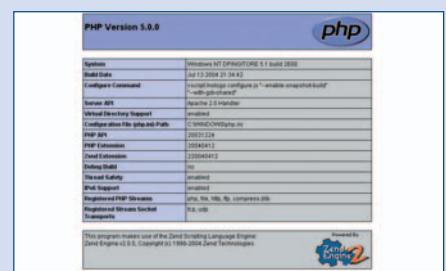 PHP Version 5.0.0
php
System Windows NT DPINGITORE 5.1 build 2600
Build Date Jul 13 2004 21:34:42
Configure Command cscript /nologo configure.js "--enable-snapshot-build"
"--with-gd=shared"
Server API Apache 2.0 Handler
Virtual Directory Support enabled
Configuration File (php.ini) Path C:\WINDOWS\php.ini
PHP API 20031224
PHP Extension 20040412
Zend Extension 220040412
Debug Build no
Thread Safety enabled
IPv6 Support enabled
Registered PHP Streams php, file, http, ftp, compress.zlib
Registered Stream Socket
Transports tcp, udp
This program makes use of the Zend Scripting Language Engine:
Zend Engine v2.0.0, Copyright (c) 1998-2004 Zend Technologies
Powered By
Zend
Engine 2